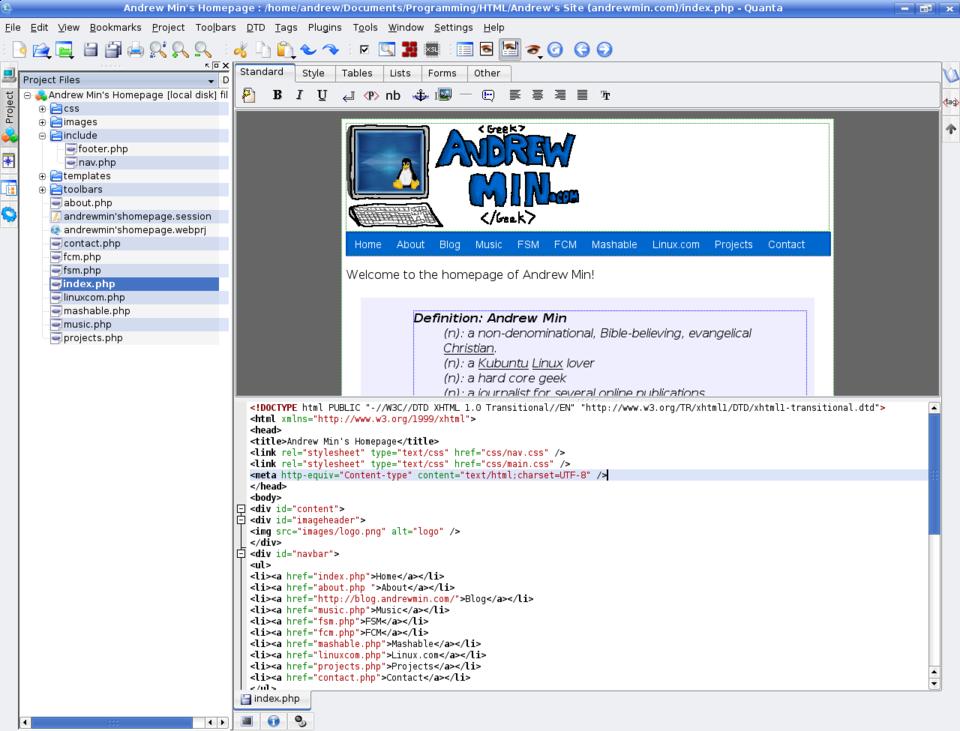 Andrew Min's Homepage : /home/andrew/Documents/Programming/HTML/Andrew's Site (andrewmin.com)/index.php - Quanta
File Edit View Bookmarks Project Toolbars DTD Tags Plugins Tools Window Settings Help
Project Files D
Project
Andrew Min's Homepage [local disk] fil
css
images
include
footer.php
nav.php
templates
toolbars
about.php
andrewmin'shomepage.session
andrewmin'shomepage.webprj
contact.php
fcm.php
fsm.php
index.php
linuxcom.php
mashable.php
music.php
projects.php
Standard Style Tables Lists Forms Other
B I U <P> nb
<Geek>
ANDREW
MIN.com
</Geek>
Home About Blog Music FSM FCM Mashable Linux.com Projects Contact
Welcome to the homepage of Andrew Min!
Definition: Andrew Min
(n): a non-denominational, Bible-believing, evangelical
Christian.
(n): a Kubuntu Linux lover
(n): a hard core geek
(n): a journalist for several online publications
<tag>
<!DOCTYPE html PUBLIC "-//W3C//DTD XHTML 1.0 Transitional//EN" "http://www.w3.org/TR/xhtml1/DTD/xhtml1-transitional.dtd">
<html xmlns="http://www.w3.org/1999/xhtml">
<head>
<title>Andrew Min's Homepage</title>
<link rel="stylesheet" type="text/css" href="css/nav.css" />
<link rel="stylesheet" type="text/css" href="css/main.css" />
<meta http-equiv="Content-type" content="text/html;charset=UTF-8" />
</head>
<body>
<div id="content">
<div id="imageheader">
<img src="images/logo.png" alt="logo" />
</div>
<div id="navbar">
<ul>
<li><a href="index.php">Home</a></li>
<li><a href="about.php ">About</a></li>
<li><a href="http://blog.andrewmin.com/">Blog</a></li>
<li><a href="music.php">Music</a></li>
<li><a href="fsm.php">FSM</a></li>
<li><a href="fcm.php">FCM</a></li>
<li><a href="mashable.php">Mashable</a></li>
<li><a href="linuxcom.php">Linux.com</a></li>
<li><a href="projects.php">Projects</a></li>
<li><a href="contact.php">Contact</a></li>
</ul>
index.php